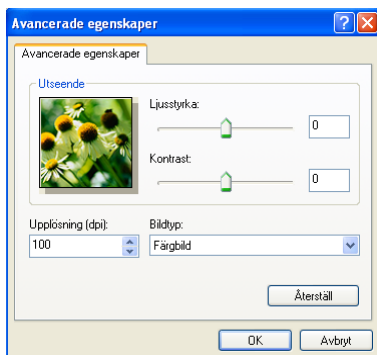 Avancerade egenskaper
Avancerade egenskaper
Utseende
Ljusstyrka:
0
Kontrast:
0
Upplösning (dpi):
Bildtyp:
100
Färgbild
Återställ
OK
Avbryt